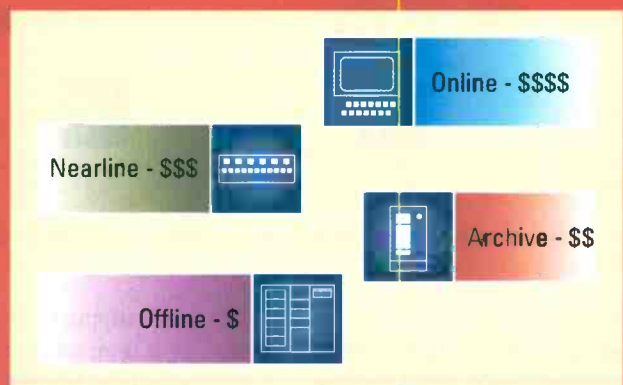 Online - $$$$
Nearline - $$$
Archive - $$
Offline - $